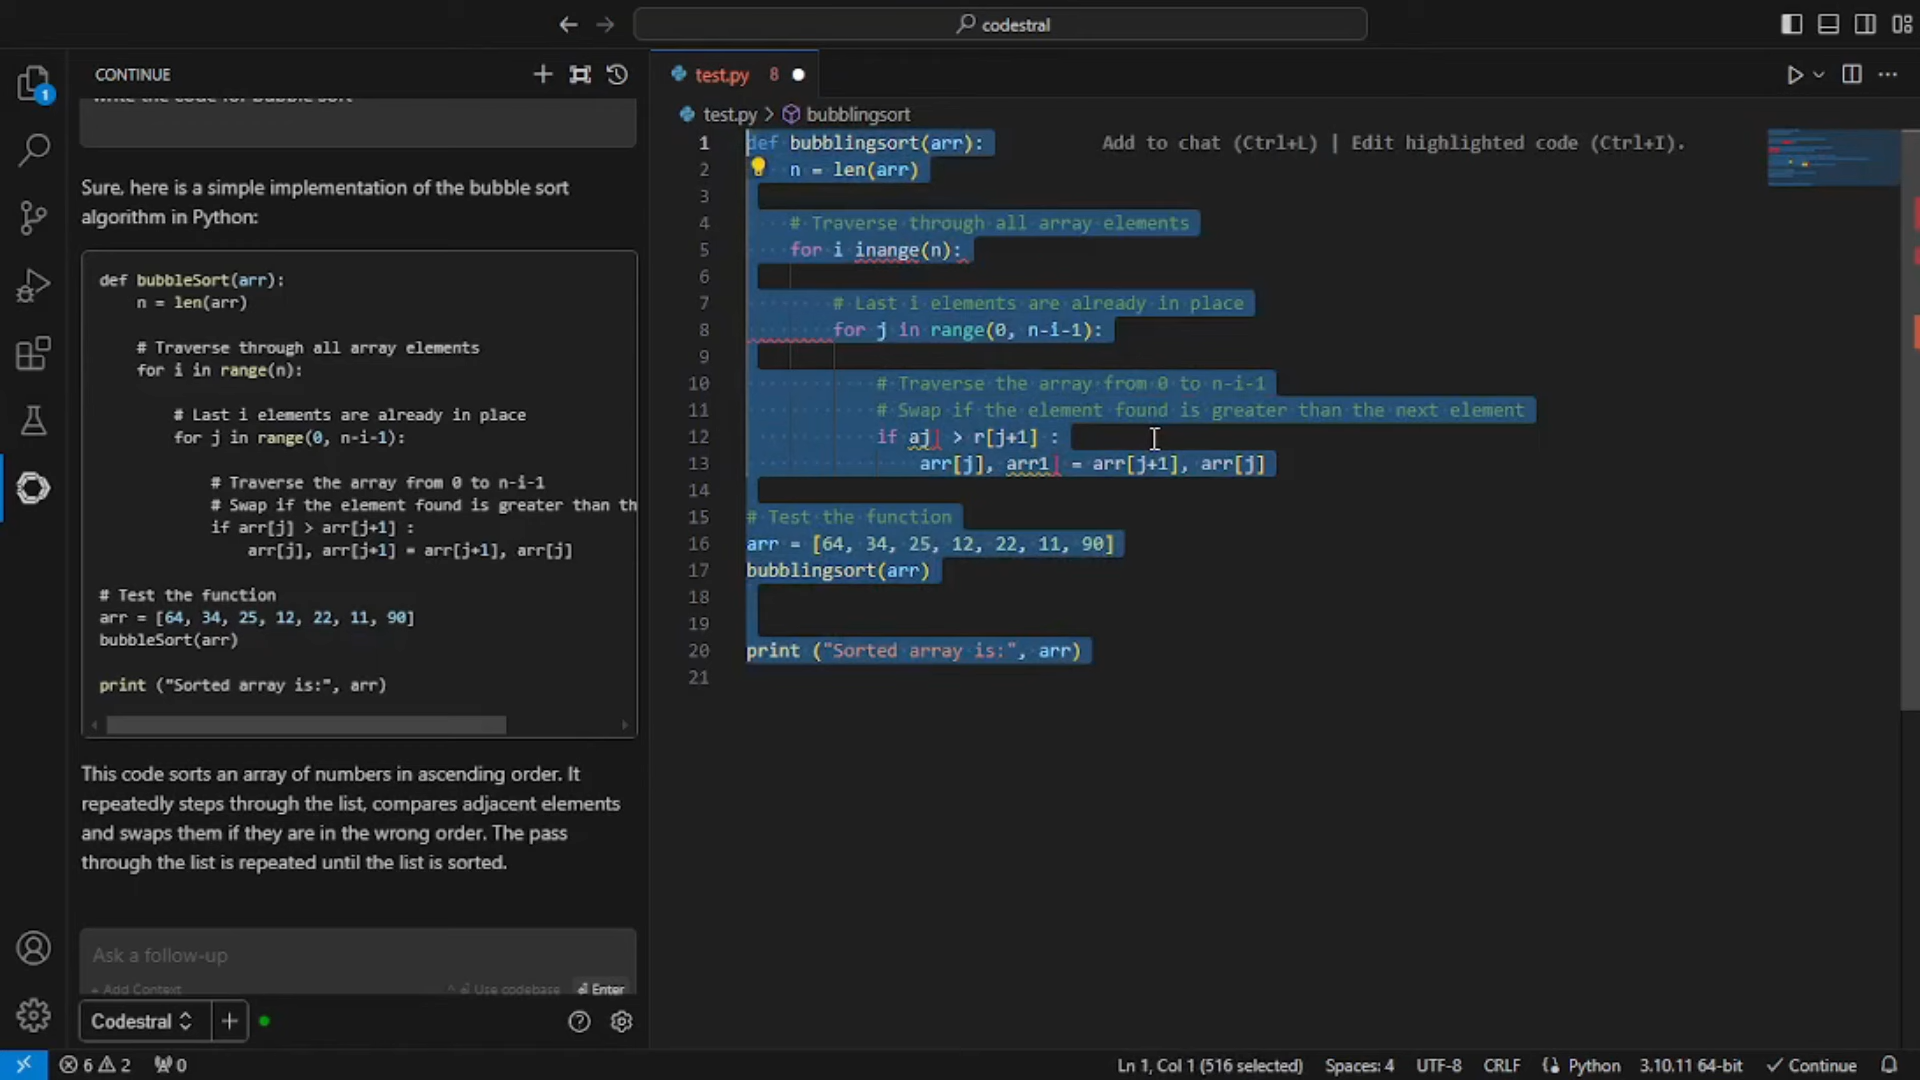 codestral
CONTINUE
write the code for bubble sort
Sure, here is a simple implementation of the bubble sort
algorithm in Python:
def bubbleSort(arr):
n = len(arr)
# Traverse through all array elements
for i in range(n):
# Last i elements are already in place
for j in range(0, n-i-1):
# Traverse the array from 0 to n-i-1
# Swap if the element found is greater than th
if arr[j] > arr[j+1] :
arr[j], arr[j+1] = arr[j+1], arr[j]
# Test the function
arr = [64, 34, 25, 12, 22, 11, 90]
bubbleSort(arr)
print ("Sorted array is:", arr)
This code sorts an array of numbers in ascending order. It
repeatedly steps through the list, compares adjacent elements
and swaps them if they are in the wrong order. The pass
through the list is repeated until the list is sorted.
Ask a follow-up
+ Add Context
Use codebase
Enter
Codestral
1
test.py 8
test.py > bubblingsort
1 def bubblingsort(arr):
Add to chat (Ctrl+L) | Edit highlighted code (Ctrl+I).
2 n = len(arr)
3
4 # Traverse through all array elements
5 for i inange(n):
6
7 # Last i elements are already in place
8 for j in range(0, n-i-1):
9
10 # Traverse the array from 0 to n-i-1
11 # Swap if the element found is greater than the next element
12 if aj] > r[j+1] :
13 arr[j], arr1] = arr[j+1], arr[j]
14
15 # Test the function
16 arr = [64, 34, 25, 12, 22, 11, 90]
17 bubblingsort(arr)
18
19
20 print ("Sorted array is:", arr)
21
6 2 0
Ln 1, Col 1 (516 selected) Spaces: 4 UTF-8 CRLF Python 3.10.11 64-bit Continue